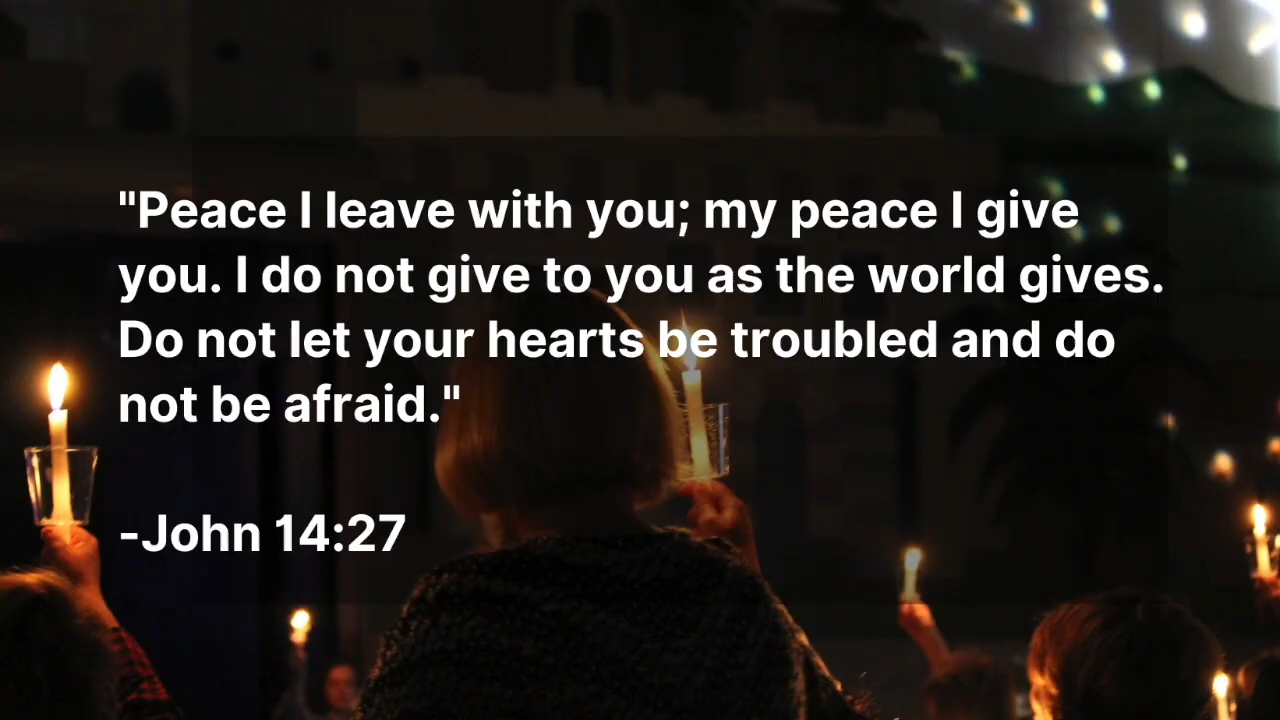 "Peace I leave with you; my peace I give
you. I do not give to you as the world gives.
Do not let your hearts be troubled and do
not be afraid."
-John 14:27